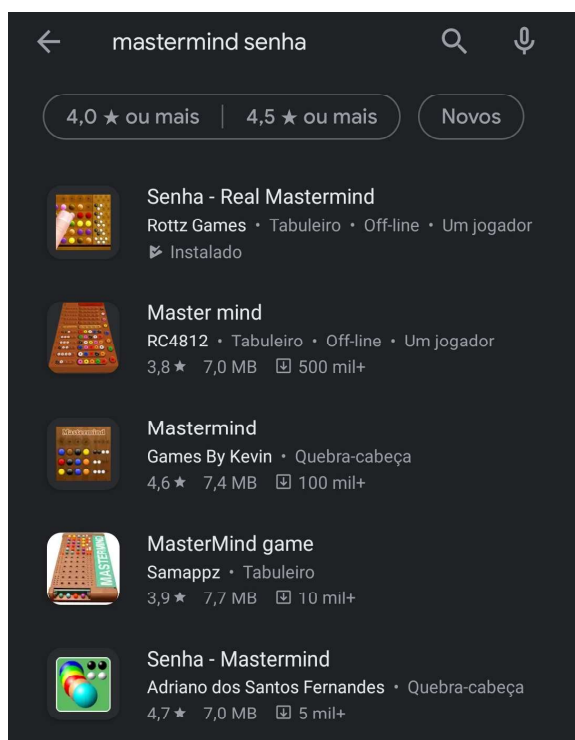 mastermind senha
4,0 ★ ou mais | 4,5 ★ ou mais Novos
Senha - Real Mastermind
Rottz Games • Tabuleiro • Off-line • Um jogador
Instalado
Master mind
RC4812 • Tabuleiro • Off-line • Um jogador
3,8 ★ 7,0 MB 500 mil+
Mastermind
Mastermind
Games By Kevin • Quebra-cabeça
4,6 ★ 7,4 MB 100 mil+
MasterMind game
MASTERMIND
Samappz • Tabuleiro
3,9 ★ 7,7 MB 10 mil+
Senha - Mastermind
Adriano dos Santos Fernandes • Quebra-cabeça
4,7 ★ 7,0 MB 5 mil+